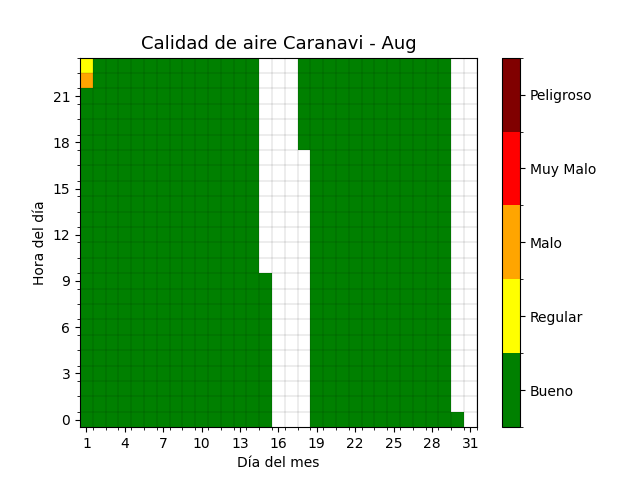 Calidad de aire Caranavi - Aug
Hora del día
21
18
15
12
9
6
3
0
1 4 7 10 13 16 19 22 25 28 31
Día del mes
Peligroso
Muy Malo
Malo
Regular
Bueno